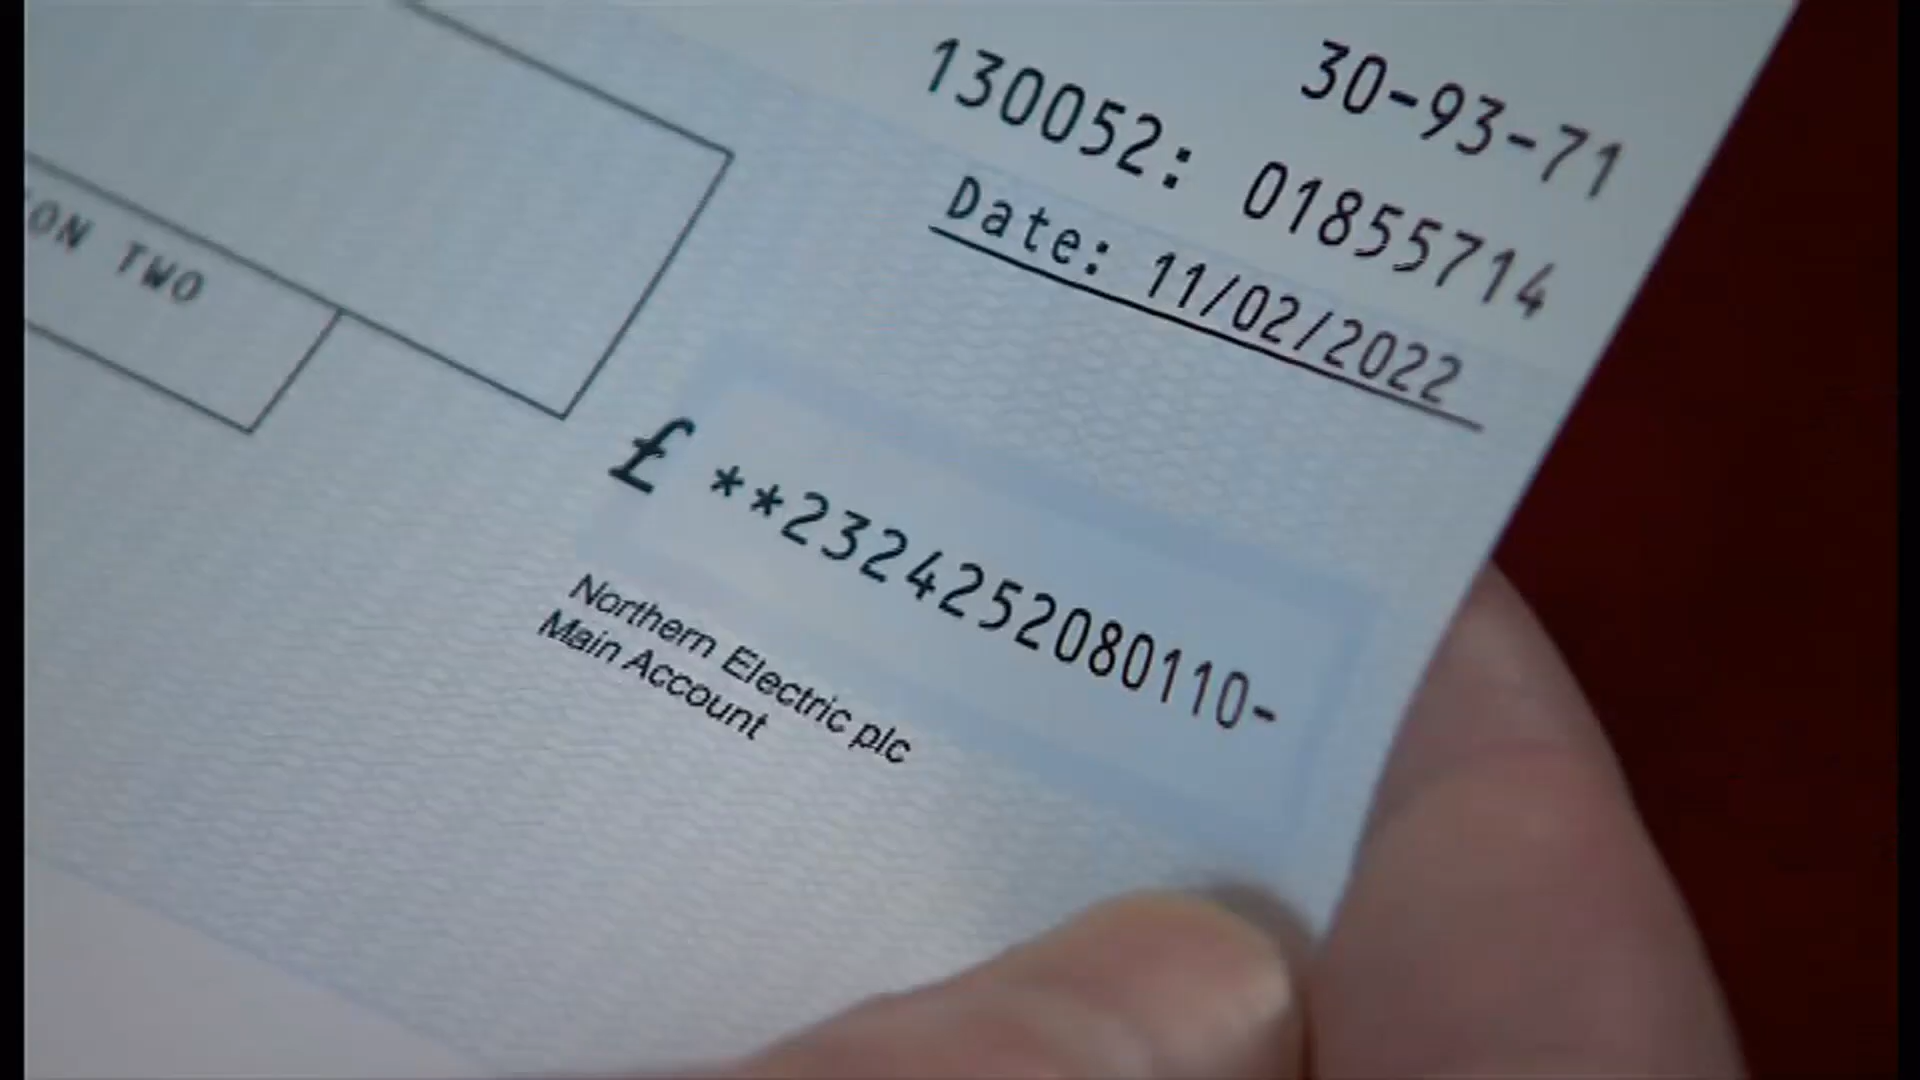 30-93-71
130052: 01855714
Date: 11/02/2022
ON TWO
£ **2324252080110-
Northern Electric plc
Main Account